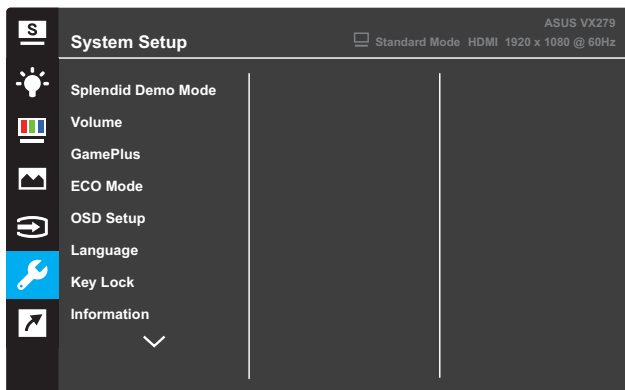 S
ASUS VX279
System Setup
Standard Mode HDMI 1920 x 1080 @ 60Hz
Splendid Demo Mode
Volume
GamePlus
ECO Mode
OSD Setup
Language
Key Lock
Information